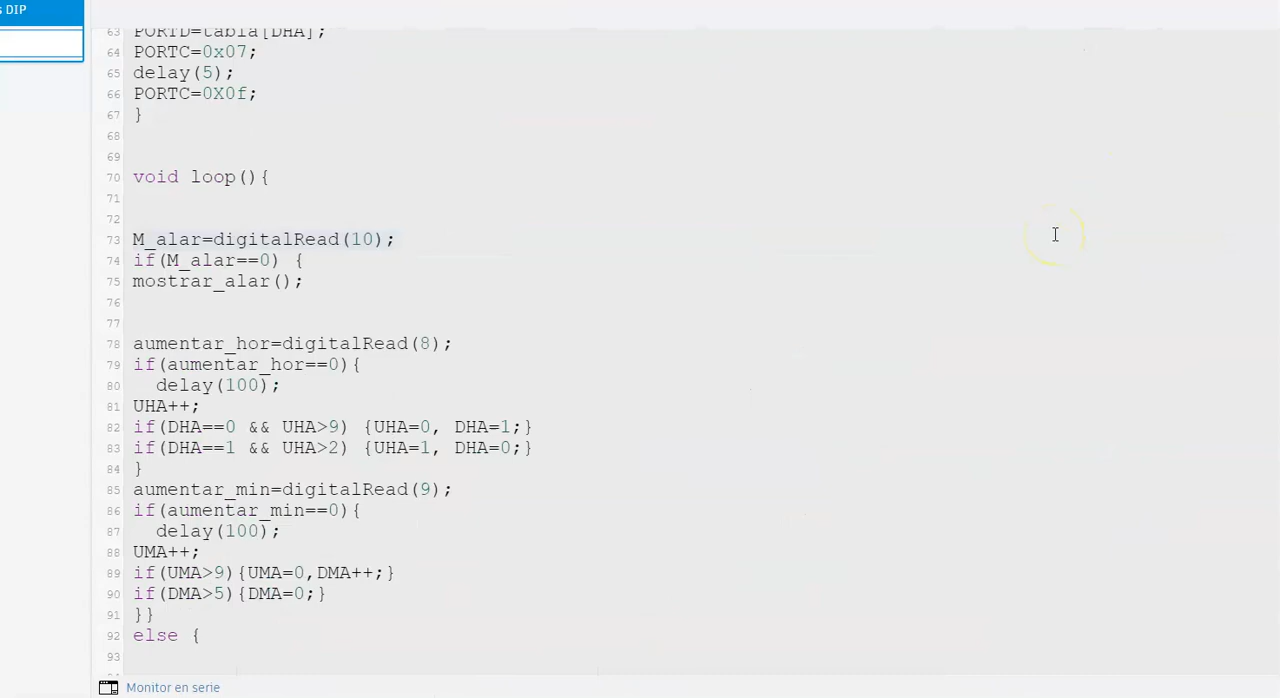 s DIP
63 PORTD=tabla[DHA];
64 PORTC=0x07;
65 delay(5);
66 PORTC=0X0f;
67 }
68
69
70 void loop(){
71
72
73 M_alar=digitalRead(10);
74 if(M_alar==0) {
75 mostrar_alar();
76
77
78 aumentar_hor=digitalRead(8);
79 if(aumentar_hor==0){
80 delay(100);
81 UHA++;
82 if(DHA==0 && UHA>9) {UHA=0, DHA=1;}
83 if(DHA==1 && UHA>2) {UHA=1, DHA=0;}
84 }
85 aumentar_min=digitalRead(9);
86 if(aumentar_min==0){
87 delay(100);
88 UMA++;
89 if(UMA>9){UMA=0,DMA++;}
90 if(DMA>5){DMA=0;}
91 }}
92 else {
93
Monitor en serie